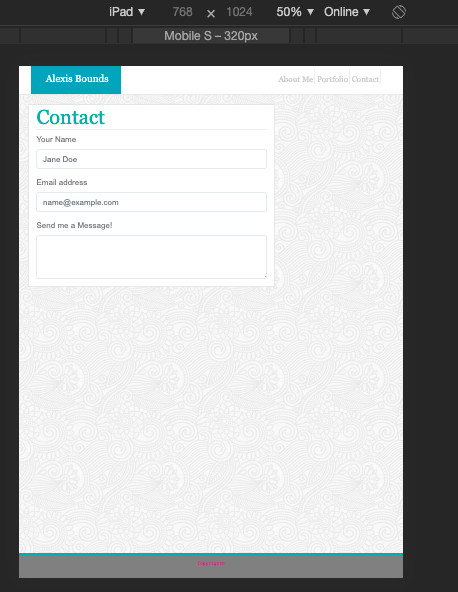 iPad ▼ 768 × 1024 50% ▼ Online ▼
Mobile S – 320px
Alexis Bounds
About Me Portfolio Contact
Contact
Your Name
Jane Doe
Email address
name@example.com
Send me a Message!